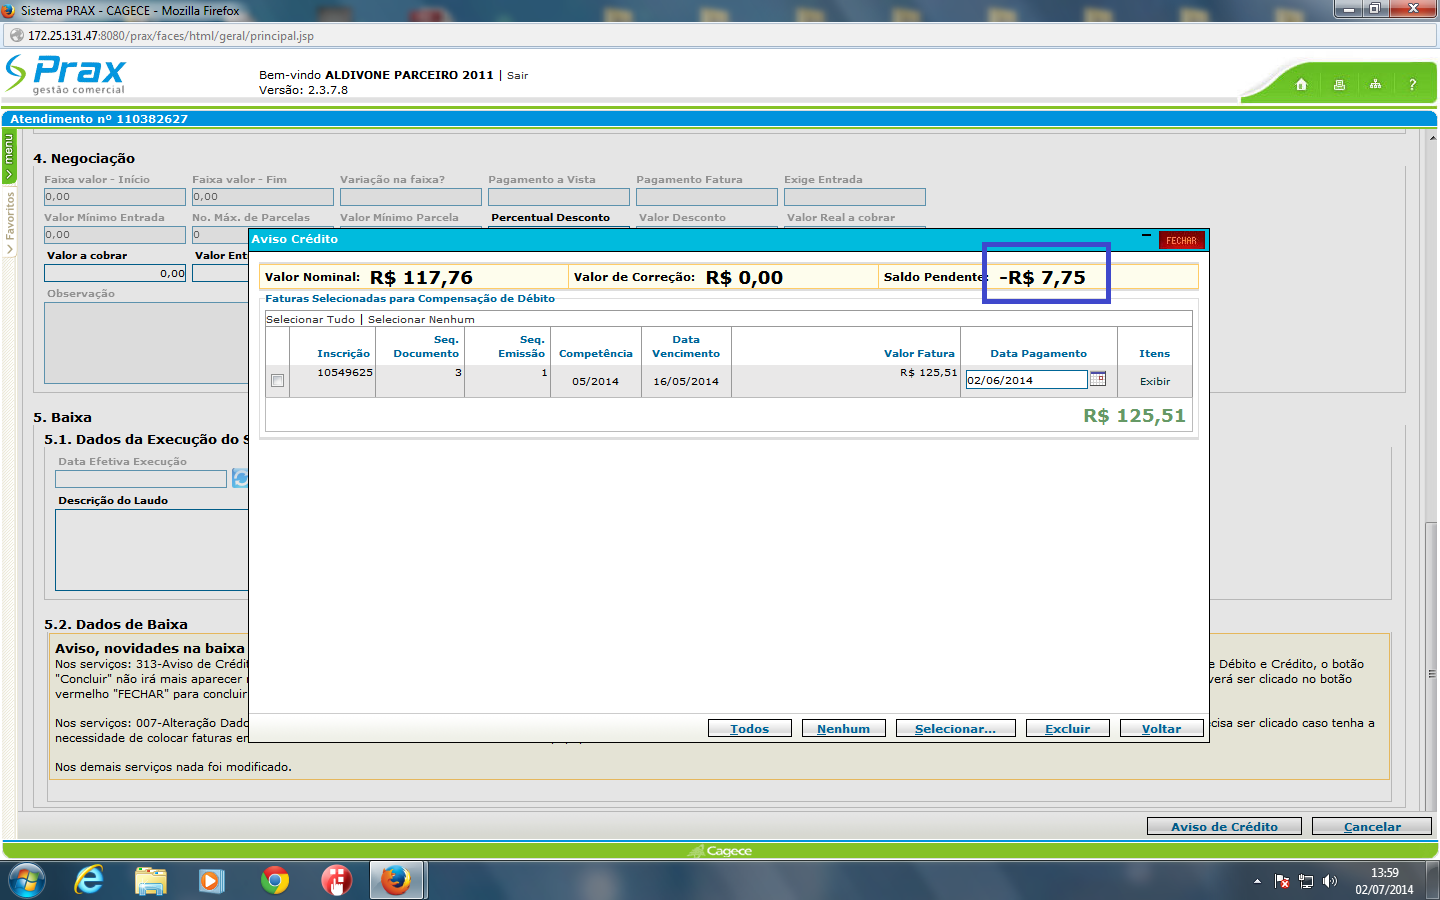 Sistema PRAX - CAGECE - Mozilla Firefox
172.25.131.47:8080/prax/faces/html/geral/principal.jsp
Prax
gestão comercial
Bem-vindo ALDIVONE PARCEIRO 2011 | Sair
Versão: 2.3.7.8
?
Atendimento nº 110382627
menu
Favoritos
4. Negociação
Faixa valor - Início Faixa valor - Fim Variação na faixa? Pagamento a Vista Pagamento Fatura Exige Entrada
0,00 0,00
Valor Mínimo Entrada No. Máx. de Parcelas Valor Mínimo Parcela Percentual Desconto Valor Desconto Valor Real a cobrar
0,00 0
Valor a cobrar Valor Ent
0,00
Observação
Aviso Crédito
FECHAR
Valor Nominal: R$ 117,76 Valor de Correção: R$ 0,00 Saldo Pendente: -R$ 7,75
Faturas Selecionadas para Compensação de Débito
Selecionar Tudo | Selecionar Nenhum
Inscrição Seq. Documento Seq. Emissão Competência Data Vencimento Valor Fatura Data Pagamento Itens
10549625 3 1 05/2014 16/05/2014 R$ 125,51 02/06/2014 Exibir
R$ 125,51
Todos Nenhum Selecionar... Excluir Voltar
5. Baixa
5.1. Dados da Execução do S
Data Efetiva Execução
Descrição do Laudo
5.2. Dados de Baixa
Aviso, novidades na baixa
Nos serviços: 313-Aviso de Crédit e Débito e Crédito, o botão
"Concluir" não irá mais aparecer verá ser clicado no botão
vermelho "FECHAR" para concluir
Nos serviços: 007-Alteração Dado cisa ser clicado caso tenha a
necessidade de colocar faturas en
Nos demais serviços nada foi modificado.
Aviso de Crédito Cancelar
Cagece
13:59
02/07/2014